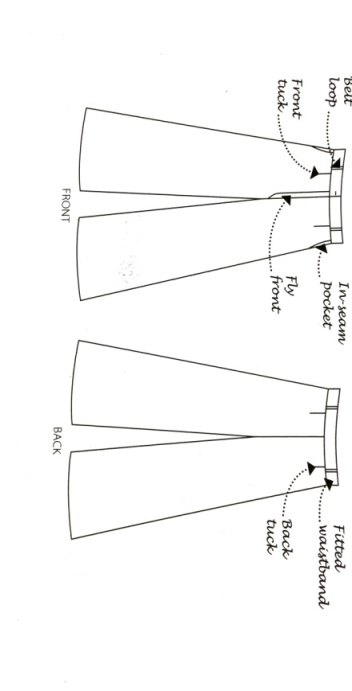 Belt
loop
Front
tuck
Fly
front
In-seam
pocket
FRONT
Fitted
waistband
Back
tuck
BACK